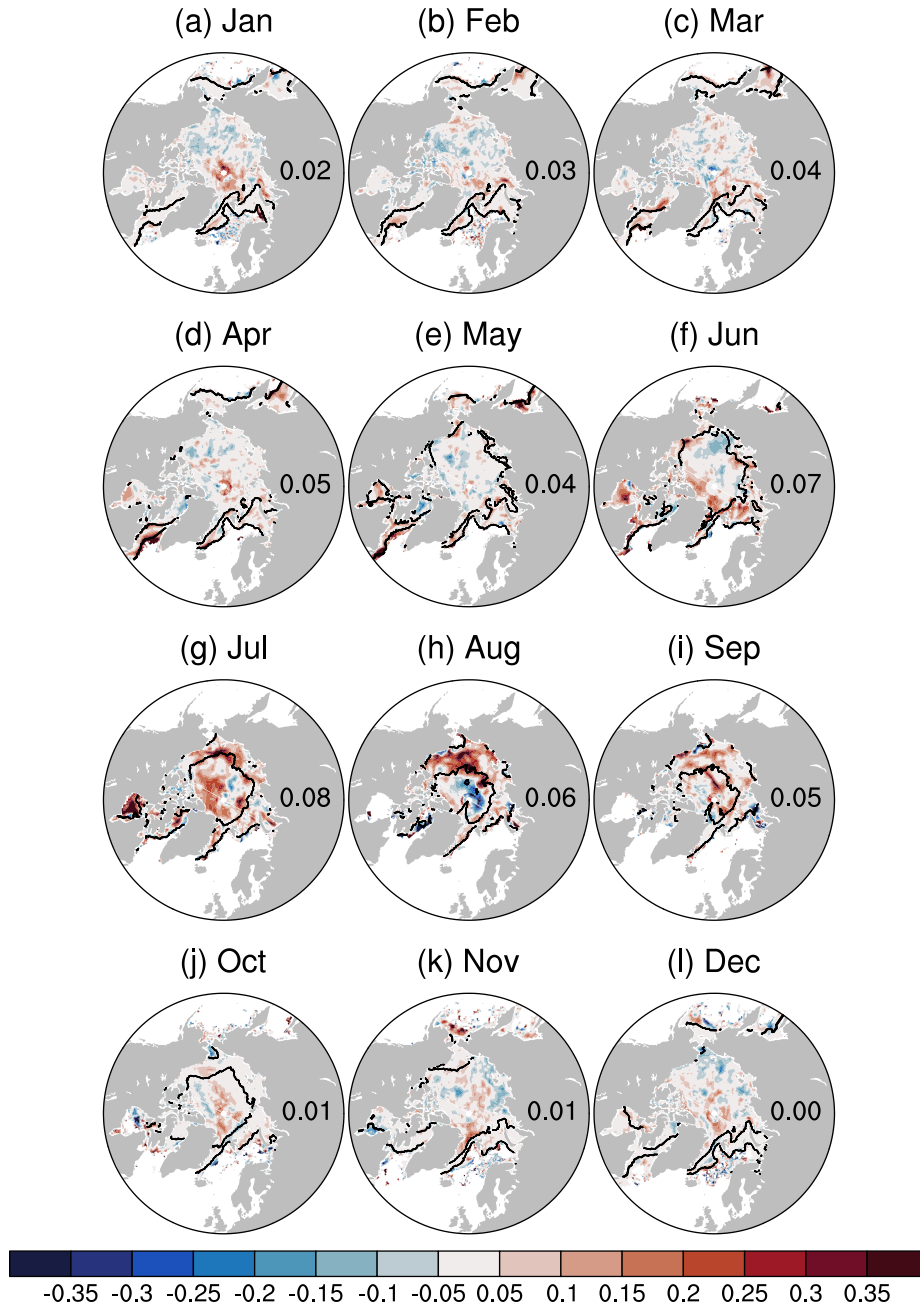 (a) Jan (b) Feb (c) Mar
0.02 0.03 0.04
(d) Apr (e) May (f) Jun
0.05 0.04 0.07
(g) Jul (h) Aug (i) Sep
0.08 0.06 0.05
(j) Oct (k) Nov (l) Dec
0.01 0.01 0.00
-0.35 -0.3 -0.25 -0.2 -0.15 -0.1 -0.05 0.05 0.1 0.15 0.2 0.25 0.3 0.35